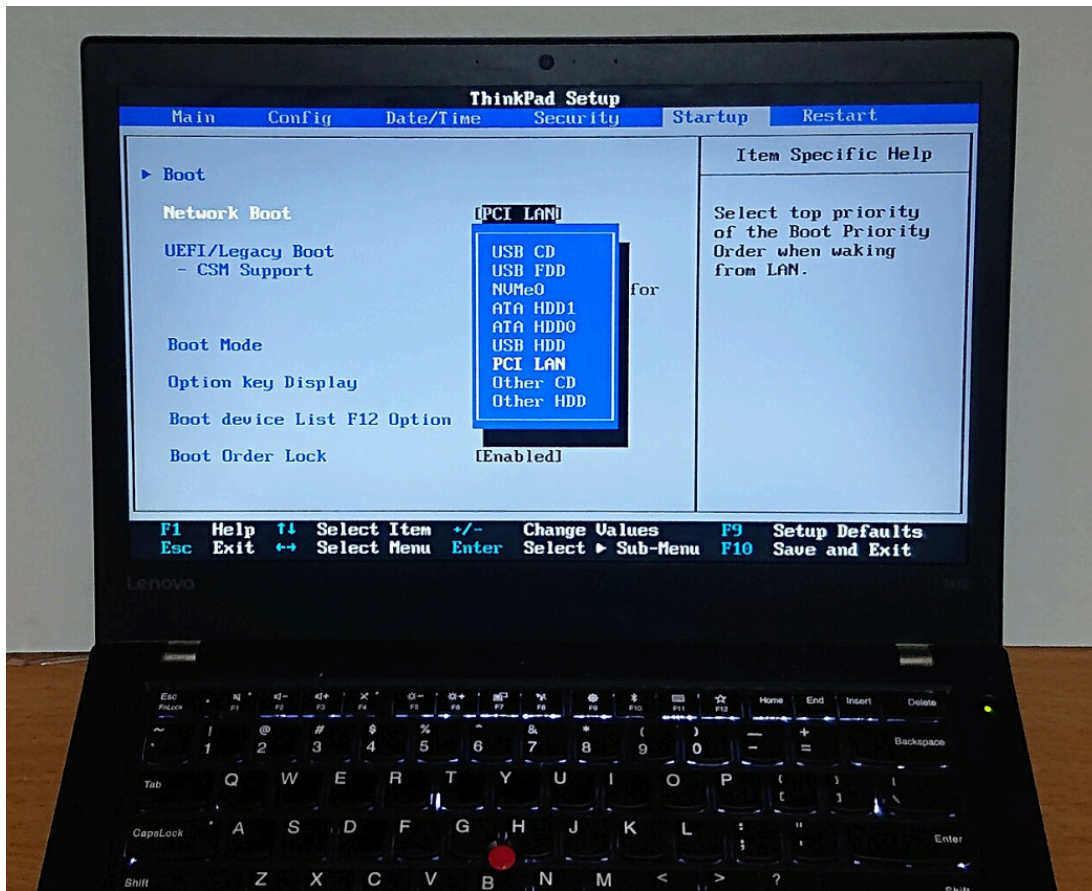 ThinkPad Setup
Main Config Date/Time Security Startup Restart
Item Specific Help
▶ Boot
Network Boot [PCI LAN]
Select top priority
of the Boot Priority
Order when waking
from LAN.
UEFI/Legacy Boot
- CSM Support
USB CD
USB FDD
NVMe0
for
ATA HDD1
ATA HDD0
USB HDD
PCI LAN
Other CD
Other HDD
Boot Mode
Option key Display
Boot device List F12 Option
Boot Order Lock [Enabled]
F1 Help ↑↓ Select Item +/- Change Values F9 Setup Defaults
Esc Exit ←→ Select Menu Enter Select ▶ Sub-Menu F10 Save and Exit
Lenovo T470
Esc F1 F2 F3 F4 F5 F6 F7 F8 F9 F10 F11 F12 Home End Insert Delete
FnLock
~ ! @ # $ % ^ & * ( ) — +
` 1 2 3 4 5 6 7 8 9 0 - = Backspace
Tab Q W E R T Y U I O P { } |
[ ] \
CapsLock A S D F G H J K L : " Enter
; '
Shift Z X C V B N M < > ? Shift